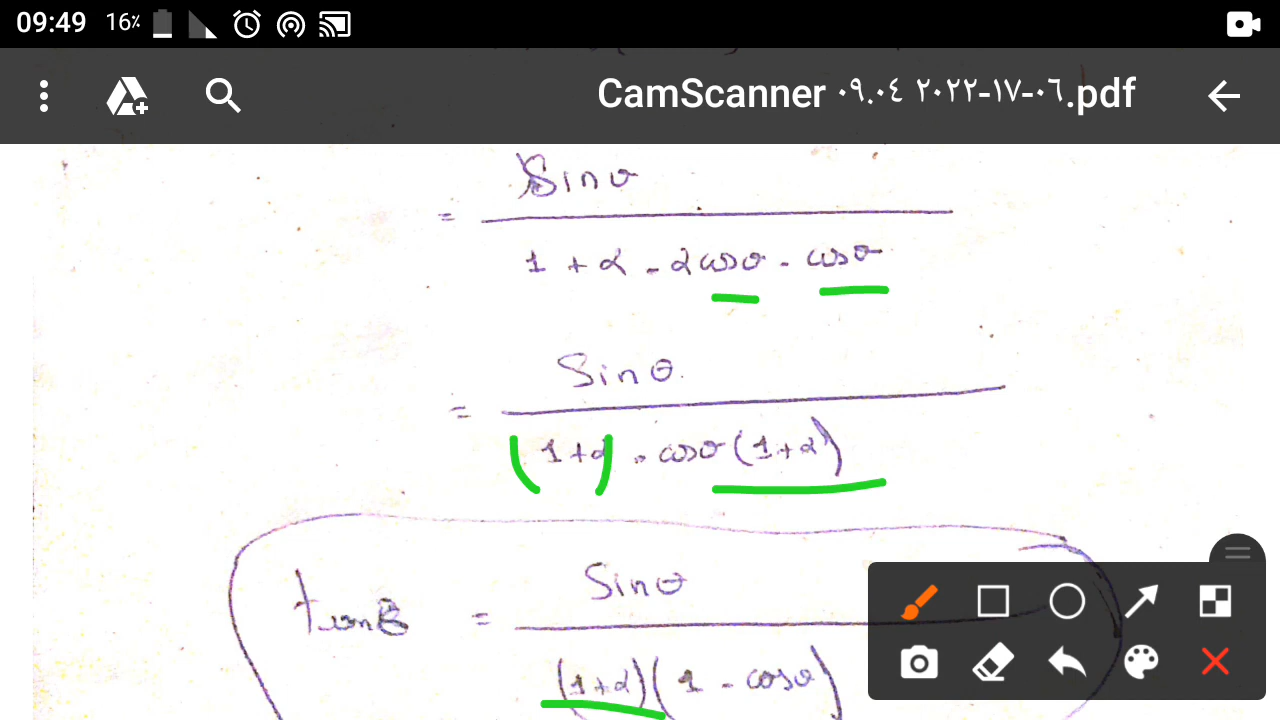 09:49 16%
CamScanner ٠٩.٠٤ ٢٠٢٢-١٧-٠٦.pdf
Sinθ
=
1 + α - αcosθ - cosθ
Sinθ
=
(1+α) - cosθ(1+α)
tanβ = Sinθ
(1+α)(1 - cosθ)